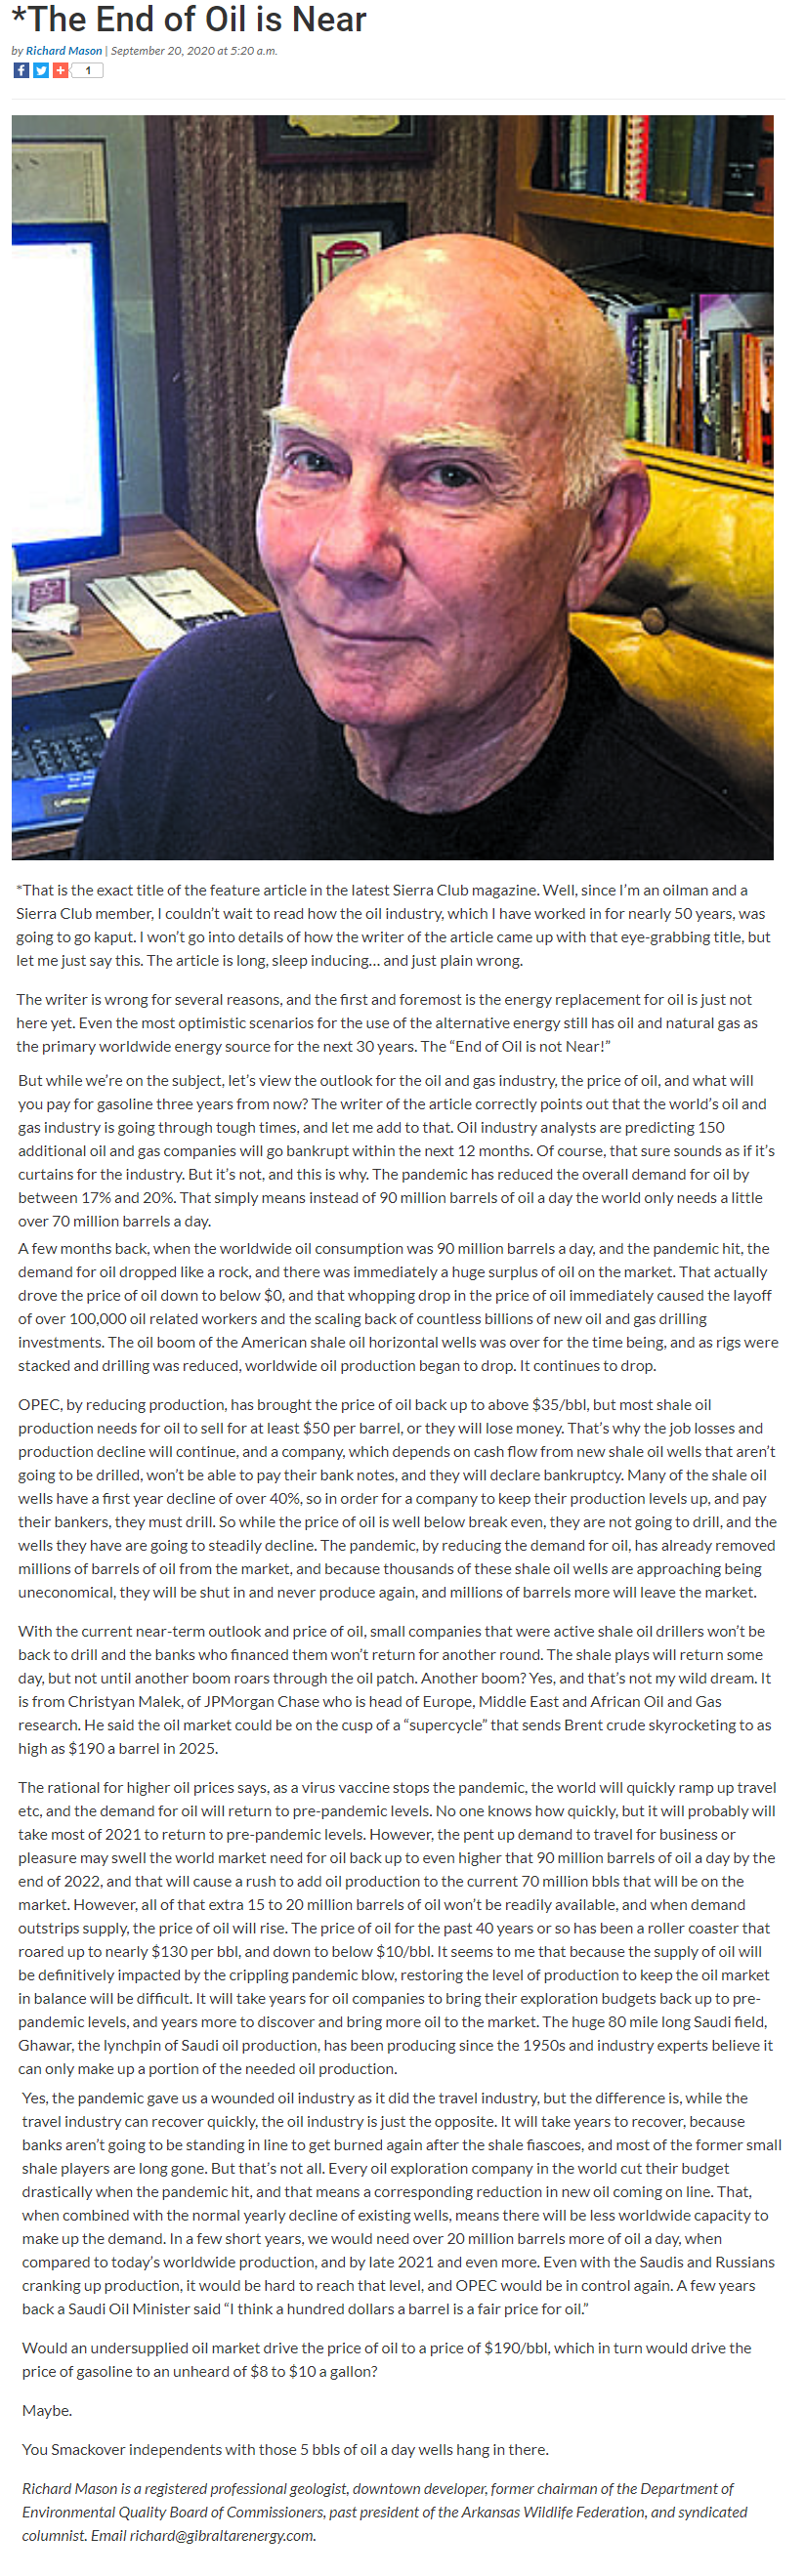 *The End of Oil is Near
by Richard Mason | September 20, 2020 at 5:20 a.m.
1
*That is the exact title of the feature article in the latest Sierra Club magazine. Well, since I'm an oilman and a
Sierra Club member, I couldn't wait to read how the oil industry, which I have worked in for nearly 50 years, was
going to go kaput. I won't go into details of how the writer of the article came up with that eye-grabbing title, but
let me just say this. The article is long, sleep inducing... and just plain wrong.
The writer is wrong for several reasons, and the first and foremost is the energy replacement for oil is just not
here yet. Even the most optimistic scenarios for the use of the alternative energy still has oil and natural gas as
the primary worldwide energy source for the next 30 years. The “End of Oil is not Near!”
But while we're on the subject, let's view the outlook for the oil and gas industry, the price of oil, and what will
you pay for gasoline three years from now? The writer of the article correctly points out that the world's oil and
gas industry is going through tough times, and let me add to that. Oil industry analysts are predicting 150
additional oil and gas companies will go bankrupt within the next 12 months. Of course, that sure sounds as if it's
curtains for the industry. But it's not, and this is why. The pandemic has reduced the overall demand for oil by
between 17% and 20%. That simply means instead of 90 million barrels of oil a day the world only needs a little
over 70 million barrels a day.
A few months back, when the worldwide oil consumption was 90 million barrels a day, and the pandemic hit, the
demand for oil dropped like a rock, and there was immediately a huge surplus of oil on the market. That actually
drove the price of oil down to below $0, and that whopping drop in the price of oil immediately caused the layoff
of over 100,000 oil related workers and the scaling back of countless billions of new oil and gas drilling
investments. The oil boom of the American shale oil horizontal wells was over for the time being, and as rigs were
stacked and drilling was reduced, worldwide oil production began to drop. It continues to drop.
OPEC, by reducing production, has brought the price of oil back up to above $35/bbl, but most shale oil
production needs for oil to sell for at least $50 per barrel, or they will lose money. That's why the job losses and
production decline will continue, and a company, which depends on cash flow from new shale oil wells that aren't
going to be drilled, won't be able to pay their bank notes, and they will declare bankruptcy. Many of the shale oil
wells have a first year decline of over 40%, so in order for a company to keep their production levels up, and pay
their bankers, they must drill. So while the price of oil is well below break even, they are not going to drill, and the
wells they have are going to steadily decline. The pandemic, by reducing the demand for oil, has already removed
millions of barrels of oil from the market, and because thousands of these shale oil wells are approaching being
uneconomical, they will be shut in and never produce again, and millions of barrels more will leave the market.
With the current near-term outlook and price of oil, small companies that were active shale oil drillers won't be
back to drill and the banks who financed them won't return for another round. The shale plays will return some
day, but not until another boom roars through the oil patch. Another boom? Yes, and that's not my wild dream. It
is from Christyan Malek, of JPMorgan Chase who is head of Europe, Middle East and African Oil and Gas
research. He said the oil market could be on the cusp of a “supercycle” that sends Brent crude skyrocketing to as
high as $190 a barrel in 2025.
The rational for higher oil prices says, as a virus vaccine stops the pandemic, the world will quickly ramp up travel
etc, and the demand for oil will return to pre-pandemic levels. No one knows how quickly, but it will probably will
take most of 2021 to return to pre-pandemic levels. However, the pent up demand to travel for business or
pleasure may swell the world market need for oil back up to even higher that 90 million barrels of oil a day by the
end of 2022, and that will cause a rush to add oil production to the current 70 million bbls that will be on the
market. However, all of that extra 15 to 20 million barrels of oil won't be readily available, and when demand
outstrips supply, the price of oil will rise. The price of oil for the past 40 years or so has been a roller coaster that
roared up to nearly $130 per bbl, and down to below $10/bbl. It seems to me that because the supply of oil will
be definitively impacted by the crippling pandemic blow, restoring the level of production to keep the oil market
in balance will be difficult. It will take years for oil companies to bring their exploration budgets back up to pre-
pandemic levels, and years more to discover and bring more oil to the market. The huge 80 mile long Saudi field,
Ghawar, the lynchpin of Saudi oil production, has been producing since the 1950s and industry experts believe it
can only make up a portion of the needed oil production.
Yes, the pandemic gave us a wounded oil industry as it did the travel industry, but the difference is, while the
travel industry can recover quickly, the oil industry is just the opposite. It will take years to recover, because
banks aren't going to be standing in line to get burned again after the shale fiascoes, and most of the former small
shale players are long gone. But that's not all. Every oil exploration company in the world cut their budget
drastically when the pandemic hit, and that means a corresponding reduction in new oil coming on line. That,
when combined with the normal yearly decline of existing wells, means there will be less worldwide capacity to
make up the demand. In a few short years, we would need over 20 million barrels more of oil a day, when
compared to today's worldwide production, and by late 2021 and even more. Even with the Saudis and Russians
cranking up production, it would be hard to reach that level, and OPEC would be in control again. A few years
back a Saudi Oil Minister said “I think a hundred dollars a barrel is a fair price for oil.”
Would an undersupplied oil market drive the price of oil to a price of $190/bbl, which in turn would drive the
price of gasoline to an unheard of $8 to $10 a gallon?
Maybe.
You Smackover independents with those 5 bbls of oil a day wells hang in there.
Richard Mason is a registered professional geologist, downtown developer, former chairman of the Department of
Environmental Quality Board of Commissioners, past president of the Arkansas Wildlife Federation, and syndicated
columnist. Email richard@gibraltarenergy.com.